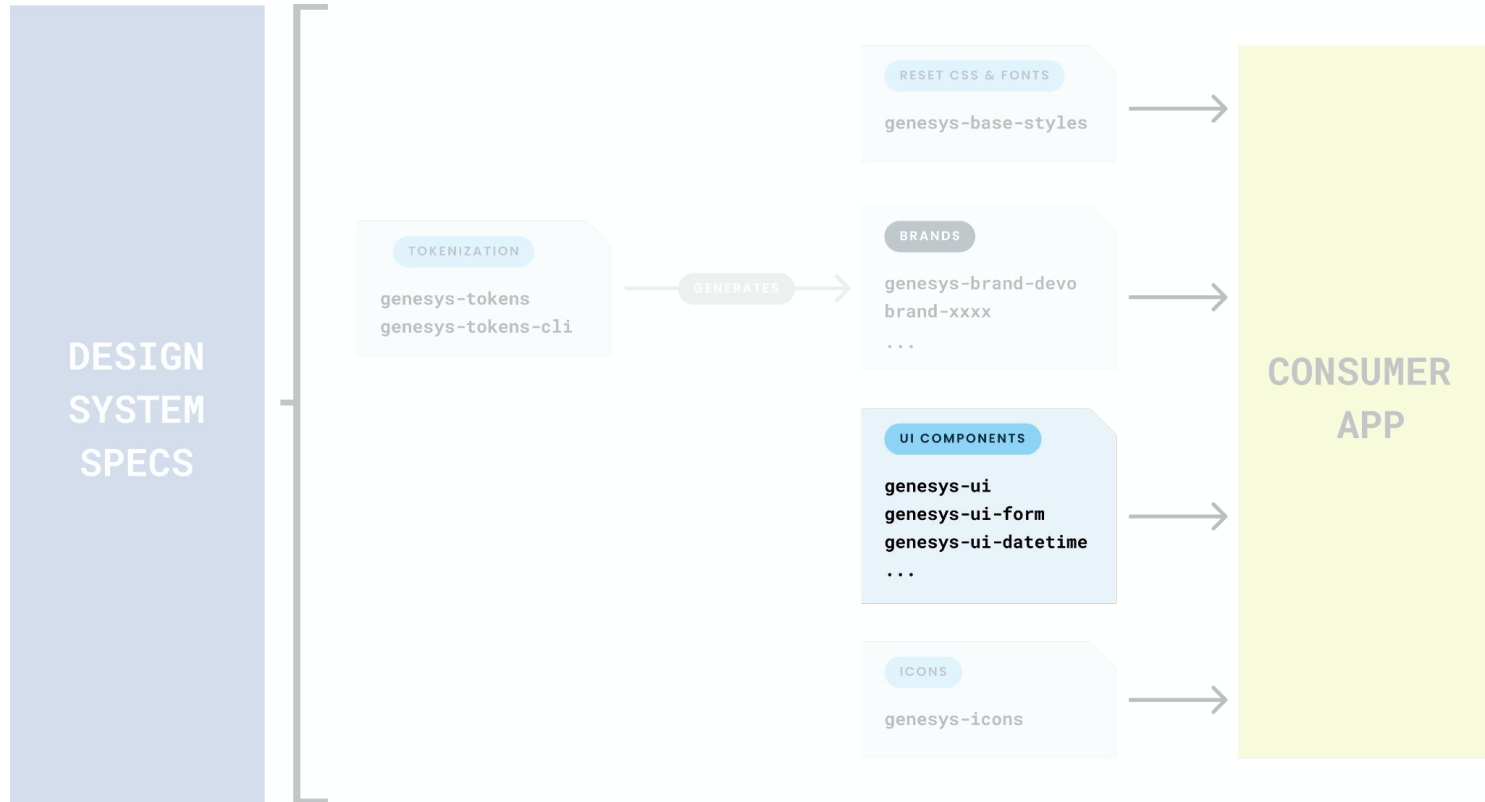 DESIGN
SYSTEM
SPECS
TOKENIZATION
genesys-tokens
genesys-tokens-cli
GENERATES
RESET CSS & FONTS
genesys-base-styles
BRANDS
genesys-brand-devo
brand-xxxx
...
UI COMPONENTS
genesys-ui
genesys-ui-form
genesys-ui-datetime
...
ICONS
genesys-icons
CONSUMER
APP